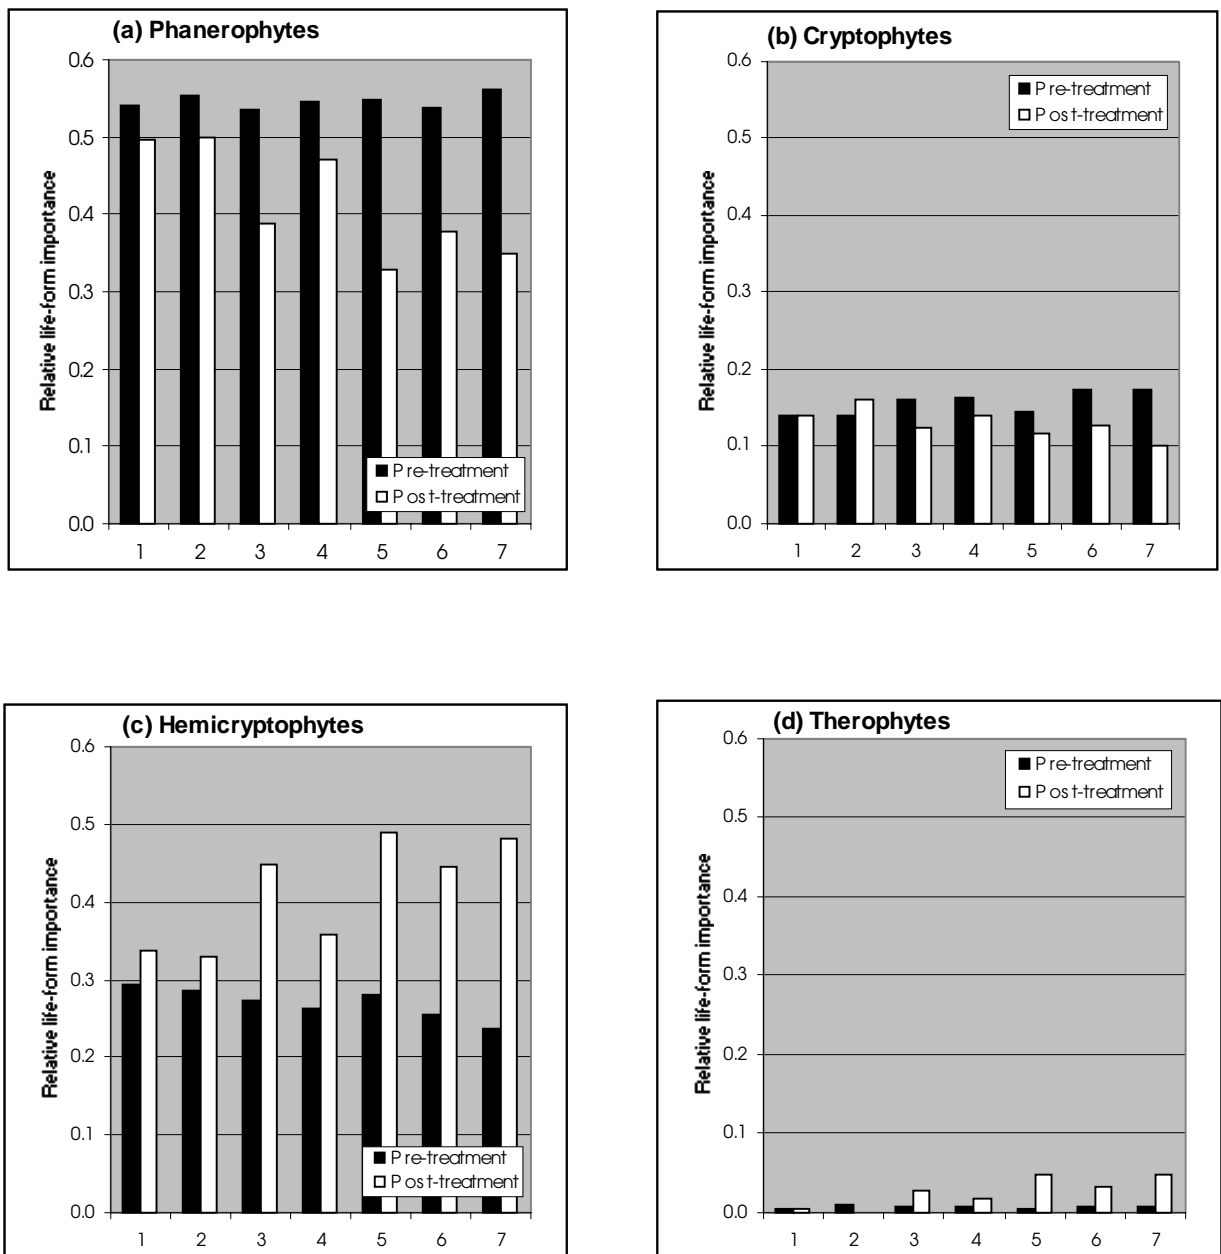 (a) Phanerophytes
0.6
0.5
0.4
0.3
0.2
0.1
0.0
Relative life-form importance
Pre-treatment
Post-treatment
1 2 3 4 5 6 7
(b) Cryptophytes
0.6
0.5
0.4
0.3
0.2
0.1
0.0
Relative life-form importance
Pre-treatment
Post-treatment
1 2 3 4 5 6 7
(c) Hemicryptophytes
0.6
0.5
0.4
0.3
0.2
0.1
0.0
Relative life-form importance
Pre-treatment
Post-treatment
1 2 3 4 5 6 7
(d) Therophytes
0.6
0.5
0.4
0.3
0.2
0.1
0.0
Relative life-form importance
Pre-treatment
Post-treatment
1 2 3 4 5 6 7